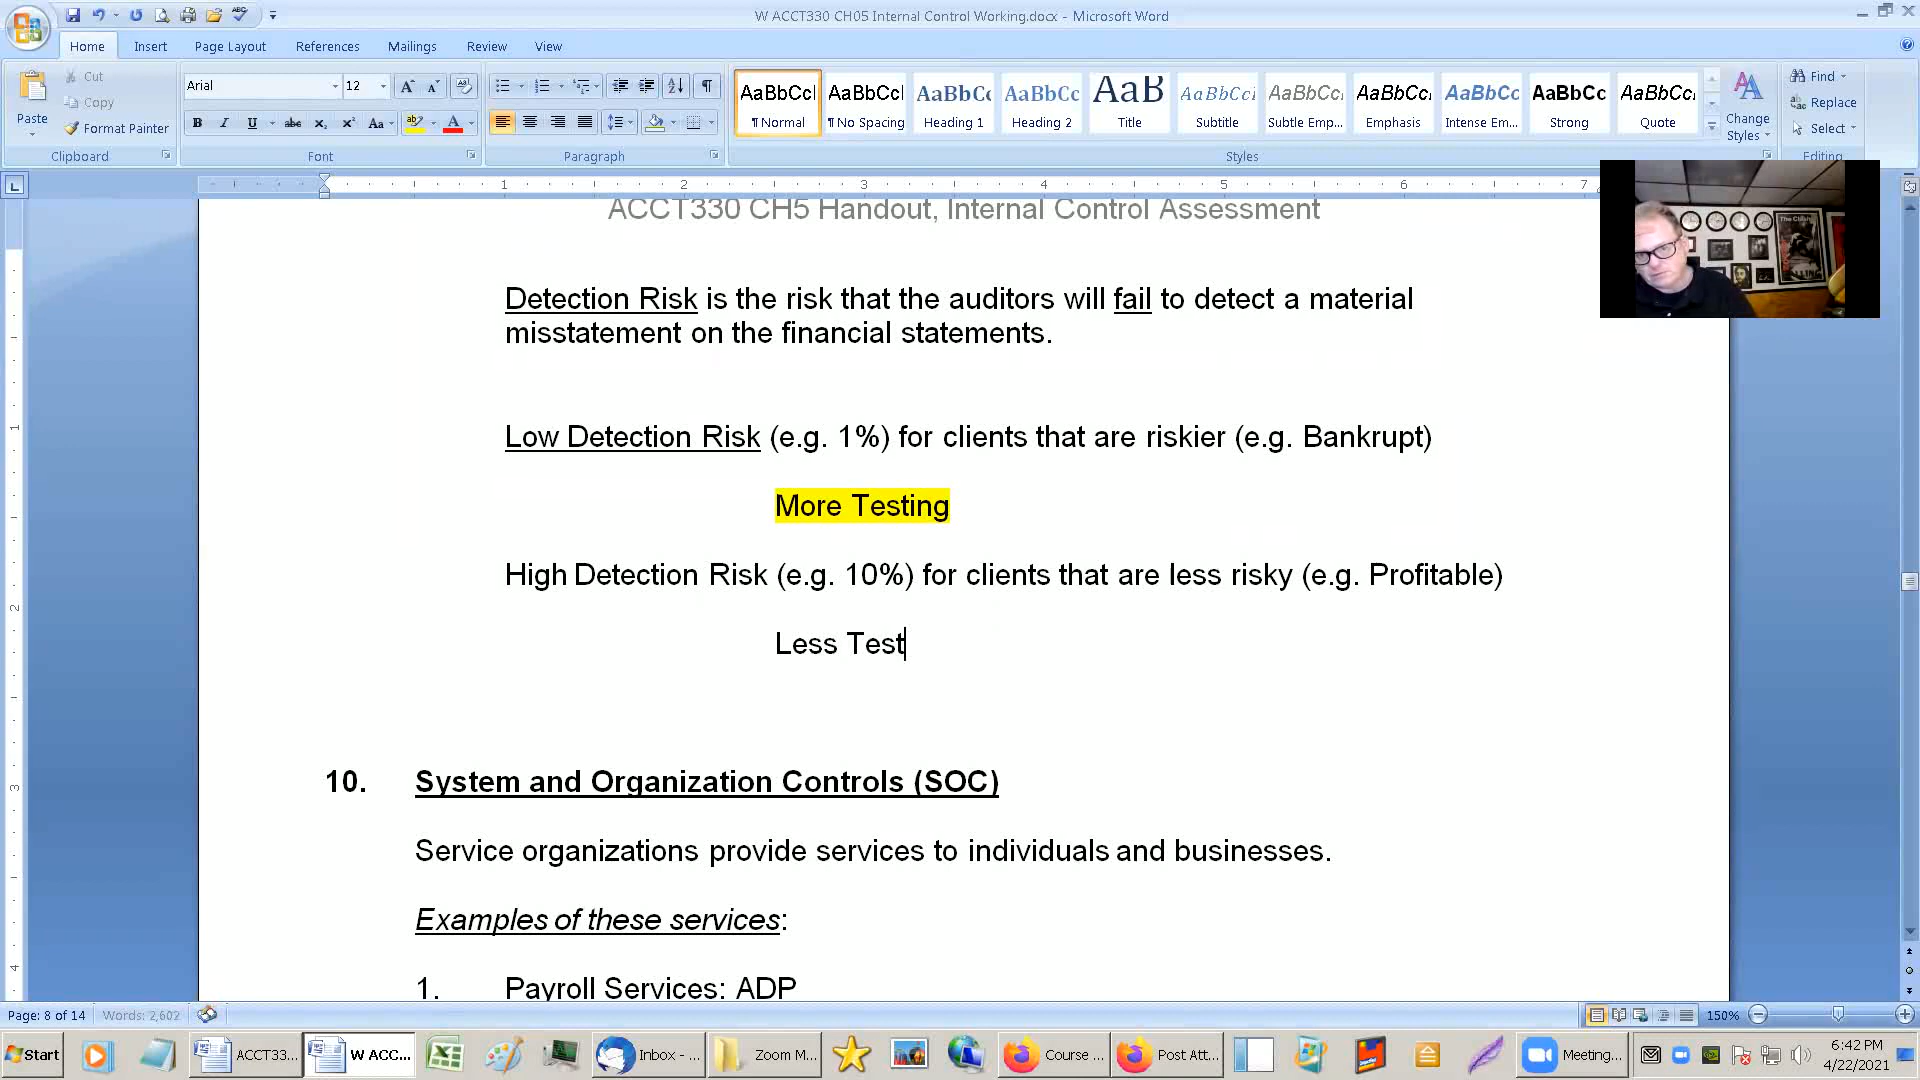 W ACCT330 CH05 Internal Control Working.docx - Microsoft Word
Home Insert Page Layout References Mailings Review View
Paste
Cut
Copy
Format Painter
Clipboard
Arial 12
Font
Paragraph
AaBbCcI AaBbCcI AaBbCc AaBbCc AaB AaBbCcI AaBbCcI AaBbCcI AaBbCcI AaBbCc AaBbCcI
¶ Normal ¶ No Spacing Heading 1 Heading 2 Title Subtitle Subtle Emp... Emphasis Intense Em... Strong Quote
Change Styles
Styles
Find
Replace
Select
Editing
1 2 3 4 5 6 7
ACCT330 CH5 Handout, Internal Control Assessment
Detection Risk is the risk that the auditors will fail to detect a material
misstatement on the financial statements.
Low Detection Risk (e.g. 1%) for clients that are riskier (e.g. Bankrupt)
More Testing
High Detection Risk (e.g. 10%) for clients that are less risky (e.g. Profitable)
Less Test
10. System and Organization Controls (SOC)
Service organizations provide services to individuals and businesses.
Examples of these services:
1. Payroll Services: ADP
Page: 8 of 14 Words: 2,602 150%
Start ACCT33... W ACC... Inbox - ... Zoom M... Course ... Post Att... Meeting... 6:42 PM
4/22/2021